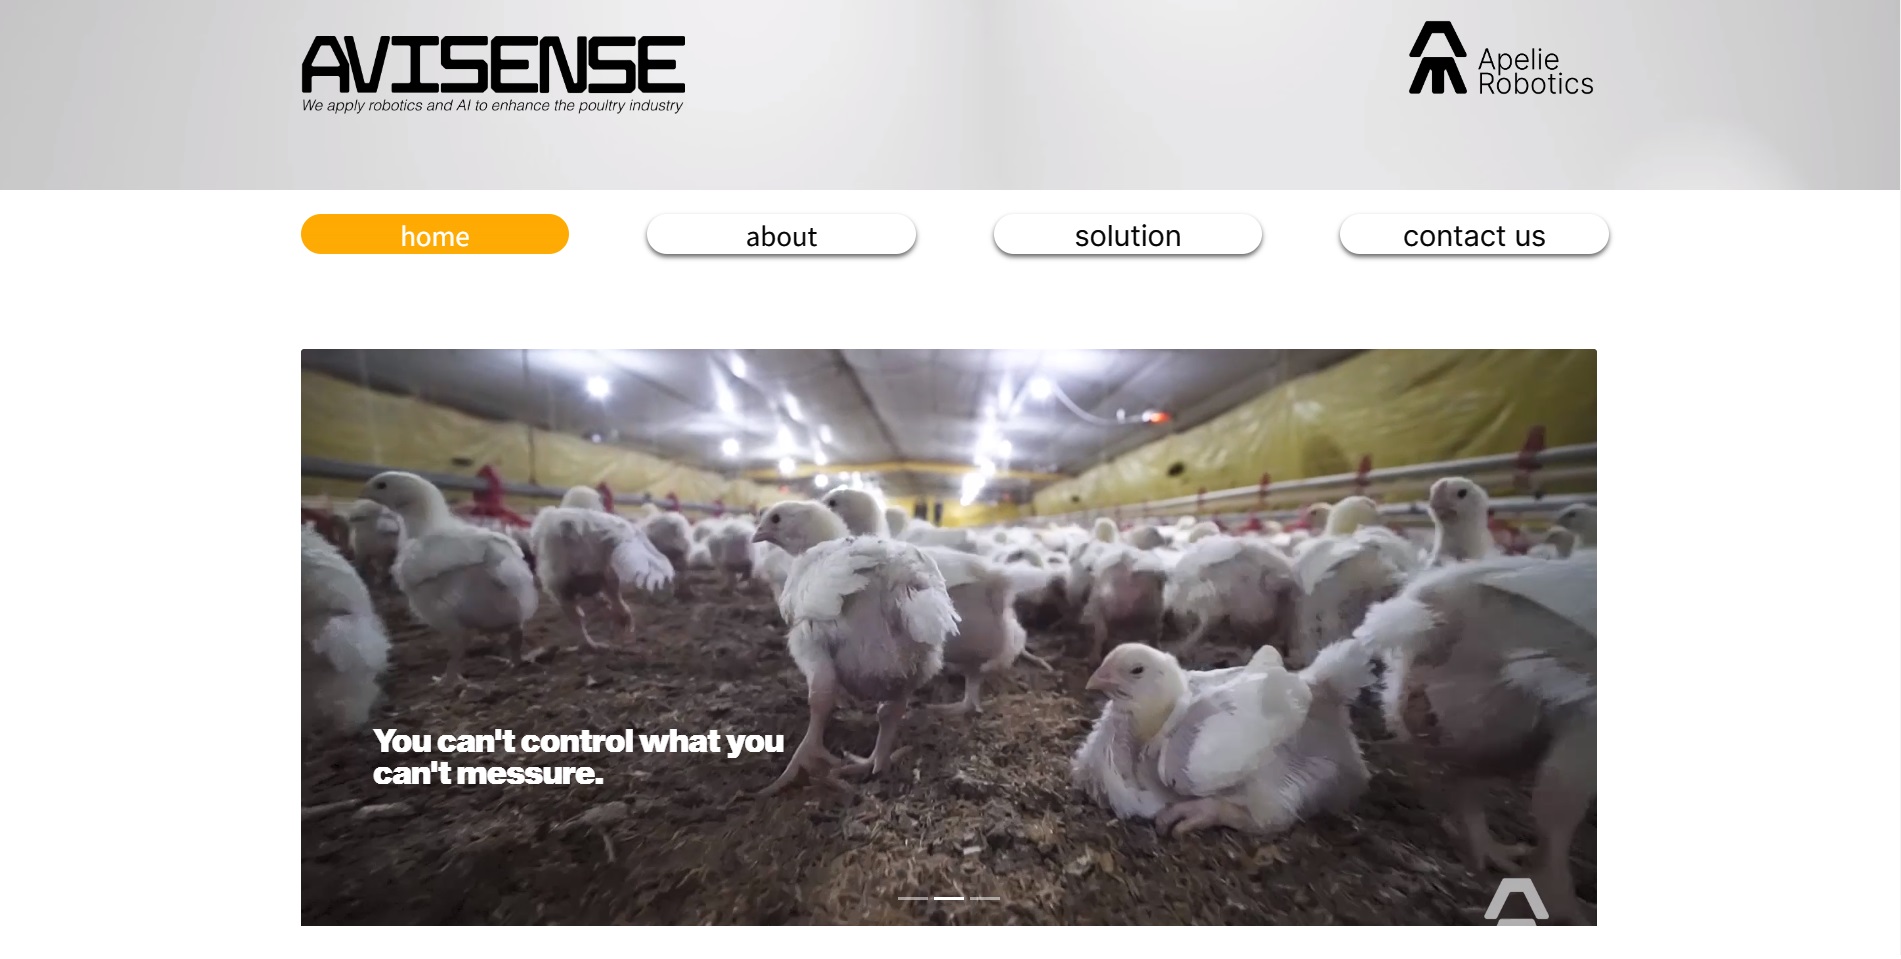 AVISENSE
We apply robotics and AI to enhance the poultry industry
Apelie
Robotics
home
about
solution
contact us
You can't control what you
can't messure.